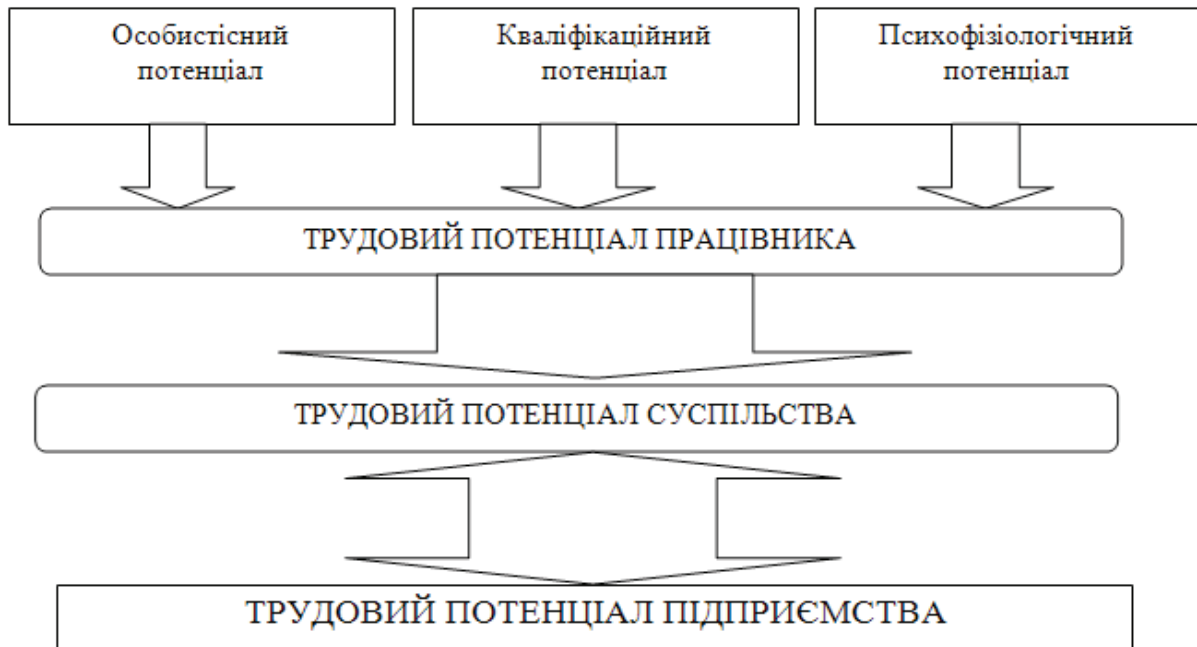 Особистісний
потенціал
Кваліфікаційний
потенціал
Психофізіологічний
потенціал
ТРУДОВИЙ ПОТЕНЦІАЛ ПРАЦІВНИКА
ТРУДОВИЙ ПОТЕНЦІАЛ СУСПІЛЬСТВА
ТРУДОВИЙ ПОТЕНЦІАЛ ПІДПРИЄМСТВА